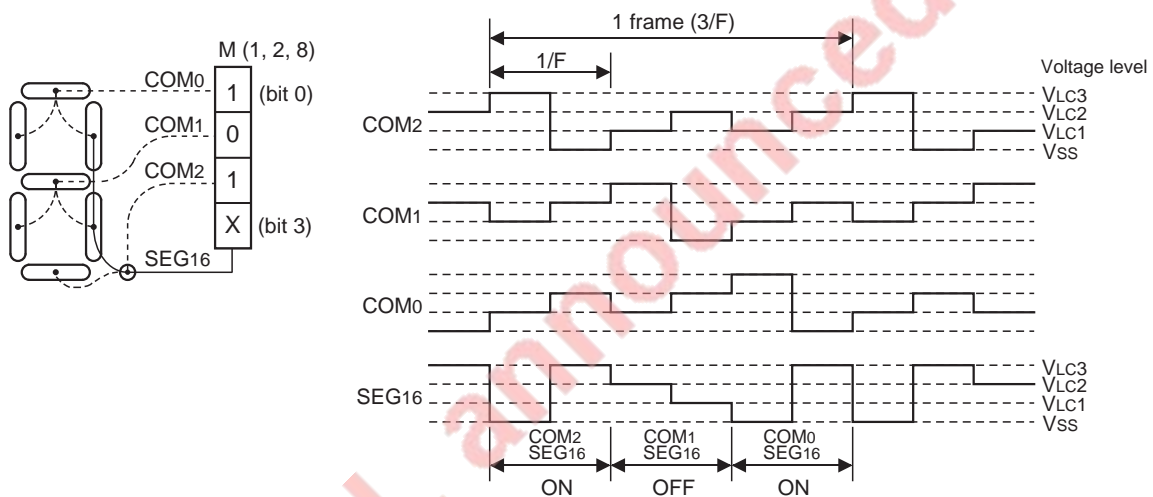 M (1, 2, 8)
COM0
1
(bit 0)
COM1
0
COM2
1
X
(bit 3)
SEG16
1 frame (3/F)
1/F
Voltage level
COM2
VLC3
VLC2
VLC1
VSS
COM1
COM0
SEG16
VLC3
VLC2
VLC1
VSS
COM2
SEG16
COM1
SEG16
COM0
SEG16
ON
OFF
ON
announced